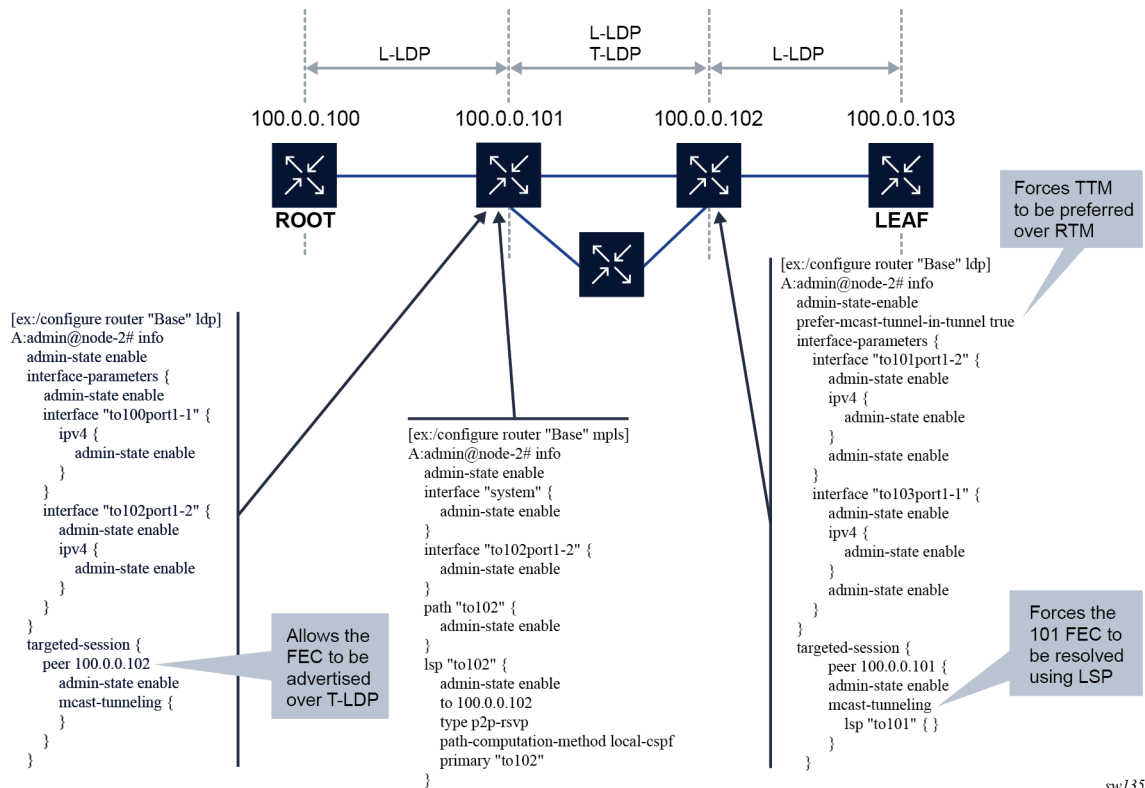 L-LDP
L-LDP
T-LDP
L-LDP
100.0.0.100
100.0.0.101
100.0.0.102
100.0.0.103
ROOT
LEAF
Forces TTM
to be preferred
over RTM
[ex:/configure router "Base" ldp]
A:admin@node-2# info
admin-state enable
interface-parameters {
admin-state enable
interface "to100port1-1" {
ipv4 {
admin-state enable
}
}
interface "to102port1-2" {
admin-state enable
ipv4 {
admin-state enable
}
}
}
targeted-session {
peer 100.0.0.102
admin-state enable
mcast-tunneling {
}
}
}
Allows the
FEC to be
advertised
over T-LDP
[ex:/configure router "Base" mpls]
A:admin@node-2# info
admin-state enable
interface "system" {
admin-state enable
}
interface "to102port1-2" {
admin-state enable
}
path "to102" {
admin-state enable
}
lsp "to102" {
admin-state enable
to 100.0.0.102
type p2p-rsvp
path-computation-method local-cspf
primary "to102"
}
[ex:/configure router "Base" ldp]
A:admin@node-2# info
admin-state-enable
prefer-mcast-tunnel-in-tunnel true
interface-parameters {
interface "to101port1-2" {
admin-state enable
ipv4 {
admin-state enable
}
admin-state enable
}
interface "to103port1-1" {
admin-state enable
ipv4 {
admin-state enable
}
admin-state enable
}
}
targeted-session {
peer 100.0.0.101 {
admin-state enable
mcast-tunneling
lsp "to101" { }
}
}
Forces the
101 FEC to
be resolved
using LSP
sw135